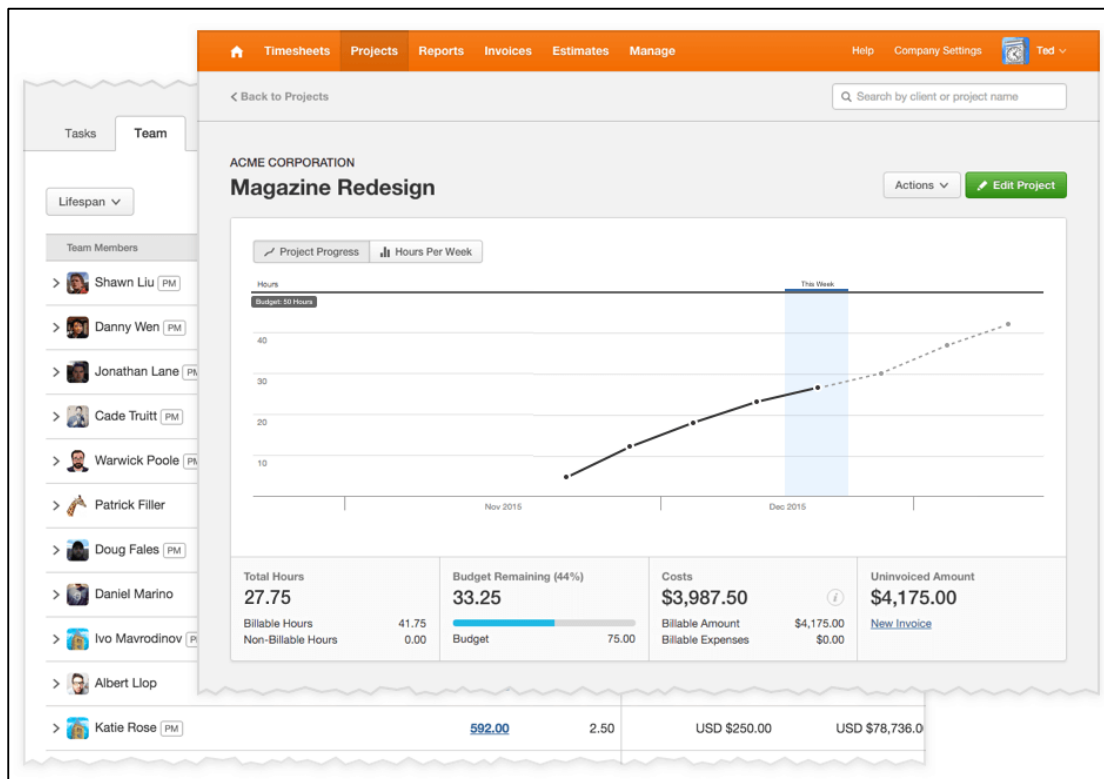 Timesheets Projects Reports Invoices Estimates Manage Help Company Settings Ted
Back to Projects
Search by client or project name
ACME CORPORATION
Magazine Redesign
Actions
Edit Project
Project Progress
Hours Per Week
Hours
This Week
Budget: 50 Hours
40
30
20
10
Nov 2015
Dec 2015
Total Hours
27.75
Billable Hours 41.75
Non-Billable Hours 0.00
Budget Remaining (44%)
33.25
Budget 75.00
Costs
$3,987.50
i
Billable Amount $4,175.00
Billable Expenses $0.00
Uninvoiced Amount
$4,175.00
New Invoice
Tasks
Team
Lifespan
Team Members
Shawn Liu PM
Danny Wen PM
Jonathan Lane
Cade Truitt PM
Warwick Poole
Patrick Filler
Doug Fales PM
Daniel Marino
Ivo Mavrodinov
Albert Llop
Katie Rose PM 592.00 2.50 USD $250.00 USD $78,736.0